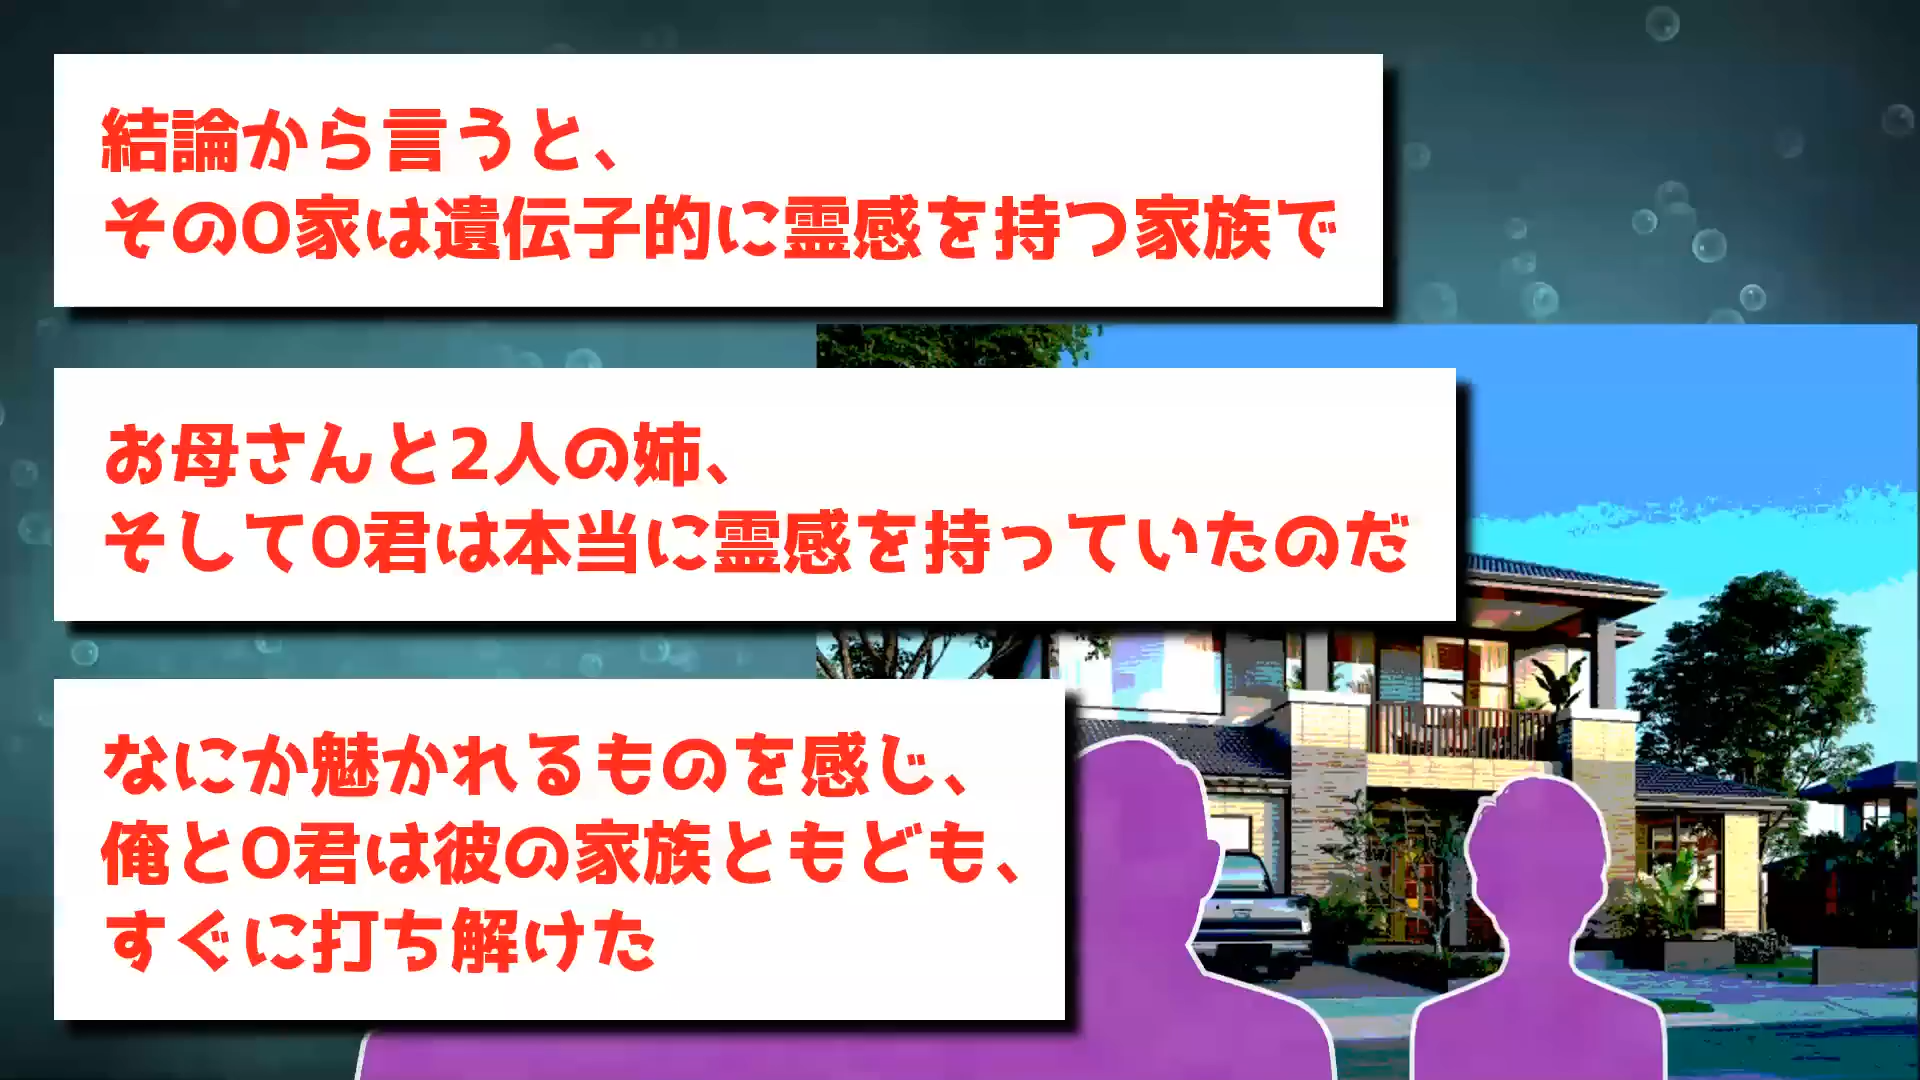 結論から言うと、
そのO家は遺伝子的に霊感を持つ家族で
お母さんと2人の姉、
そしてO君は本当に霊感を持っていたのだ
なにか魅かれるものを感じ、
俺とO君は彼の家族ともども、
すぐに打ち解けた